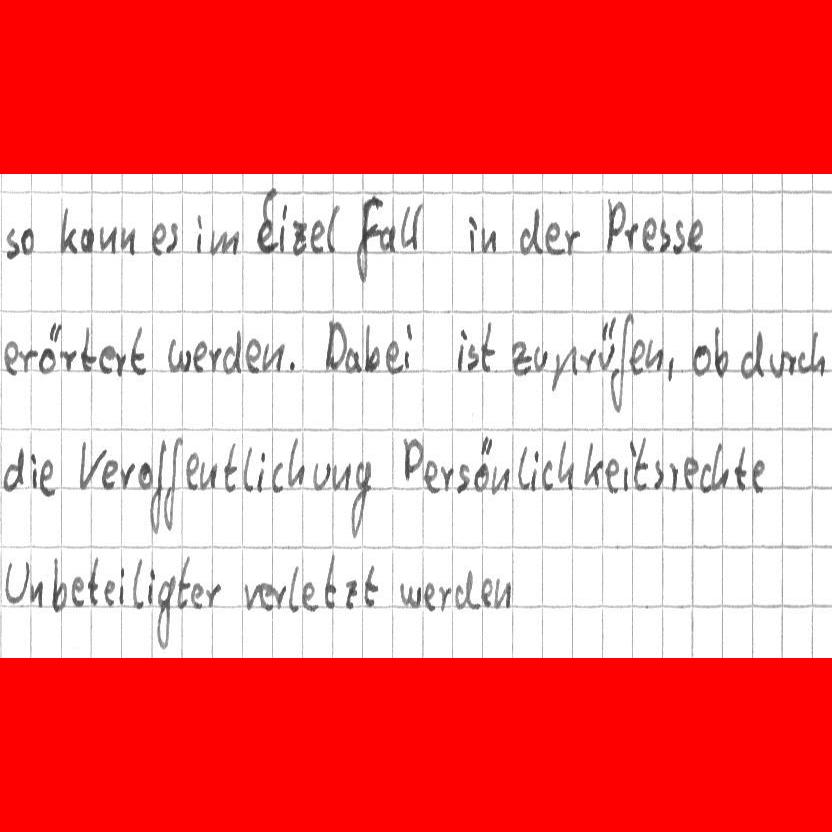 so kann es im Eizel Fall in der Presse
erörtert werden. Dabei ist zuprüfen, ob durch
die Veroffentlichung Persönlichkeitsrechte
Unbeteiligter verletzt werden